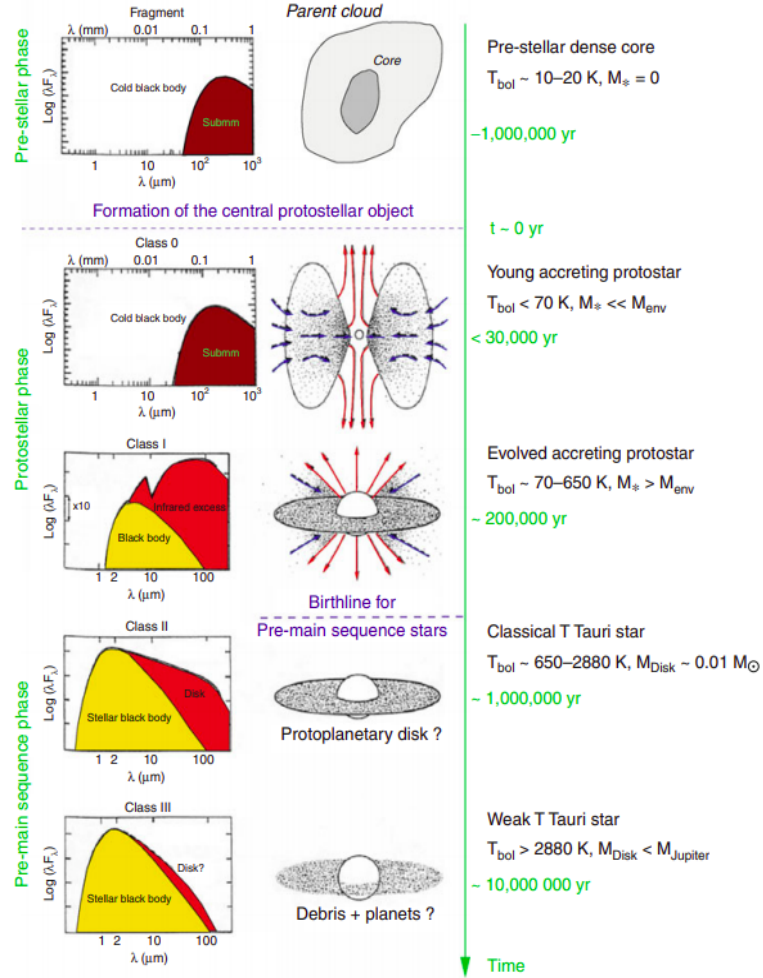 Pre-stellar phase
Fragment
λ (mm) 0.01 0.1 1
Log (λFλ)
Cold black body
Submm
1 10 10² 10³
λ (μm)
Parent cloud
Core
Pre-stellar dense core
Tbol ~ 10–20 K, M* = 0
–1,000,000 yr
Formation of the central protostellar object
t ~ 0 yr
Protostellar phase
Class 0
λ (mm) 0.01 0.1 1
Log (λFλ)
Cold black body
Submm
1 10 10² 10³
λ (μm)
Young accreting protostar
Tbol < 70 K, M* << Menv
< 30,000 yr
Class I
Log (λFλ)
x10
Infrared excess
Black body
1 2 10 100
λ (μm)
Evolved accreting protostar
Tbol ~ 70–650 K, M* > Menv
~ 200,000 yr
Birthline for
Pre-main sequence stars
Pre-main sequence phase
Class II
Log (λFλ)
Disk
Stellar black body
1 2 10 100
λ (μm)
Protoplanetary disk ?
Classical T Tauri star
Tbol ~ 650–2880 K, MDisk ~ 0.01 M⊙
~ 1,000,000 yr
Class III
Log (λFλ)
Disk?
Stellar black body
1 2 10 100
λ (μm)
Debris + planets ?
Weak T Tauri star
Tbol > 2880 K, MDisk < MJupiter
~ 10,000 000 yr
Time